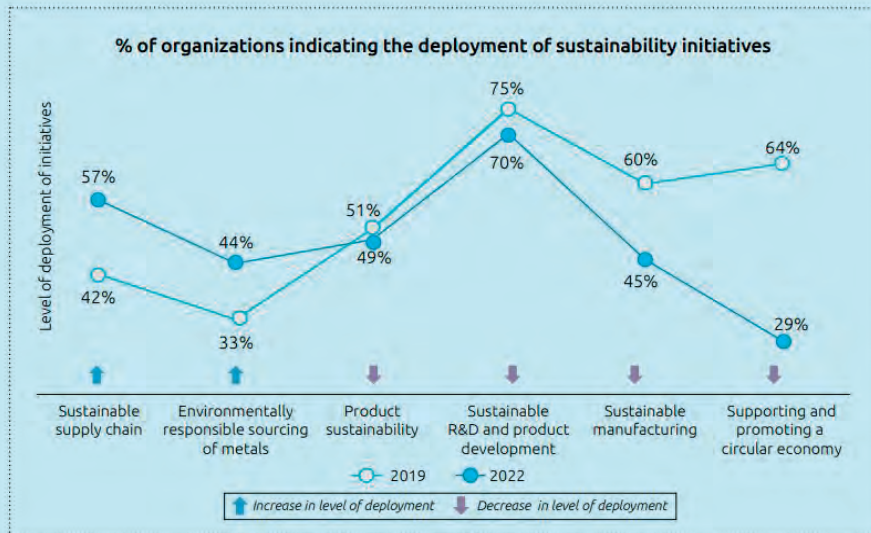 % of organizations indicating the deployment of sustainability initiatives
Level of deployment of initiatives
75%
64%
60%
57%
70%
51%
44%
49%
45%
42%
33%
29%
Sustainable
supply chain
Environmentally
responsible sourcing
of metals
Product
sustainability
Sustainable
R&D and product
development
Sustainable
manufacturing
Supporting and
promoting a
circular economy
2019
2022
Increase in level of deployment
Decrease in level of deployment